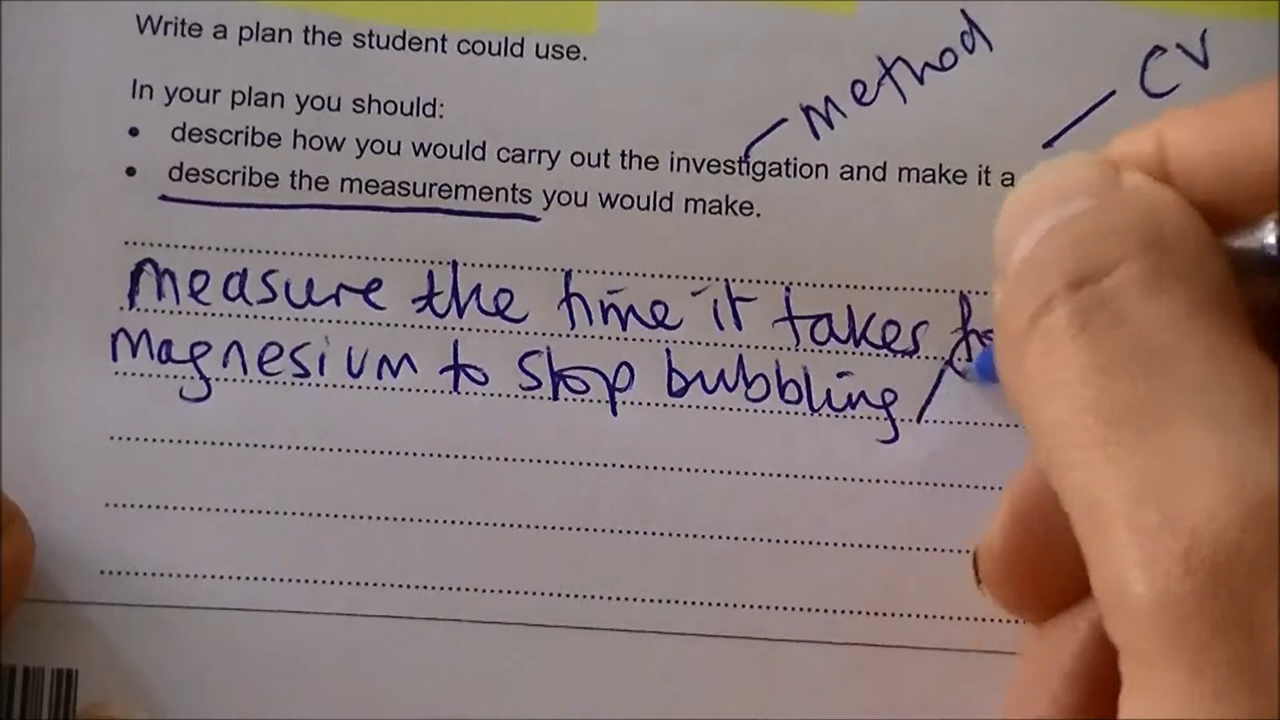 Write a plan the student could use.
method
CV
In your plan you should:
• describe how you would carry out the investigation and make it a
• describe the measurements you would make.
Measure the time it takes
magnesium to stop bubbling/